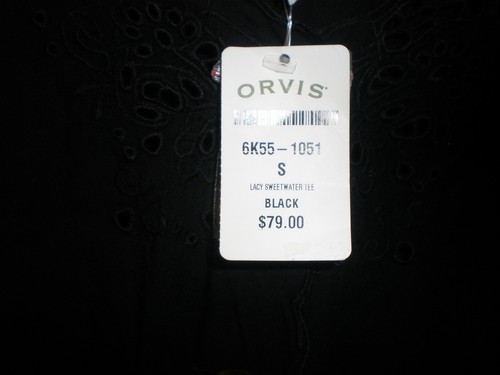 ORVIS
6K55-1051
S
LACY SWEETWATER TEE
BLACK
$79.00